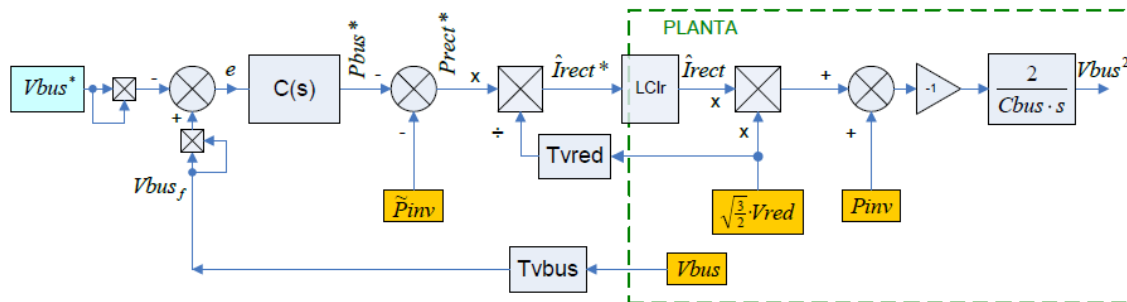 PLANTA
Vbus*
-
+
e
C(s)
Pbus*
-
-
Prect*
x
÷
Îrect*
LClr
Îrect
x
x
+
+
-1
2
Cbus · s
Vbus²
Vbus_f
P̃inv
Tvred
√3/2 · Vred
Pinv
Tvbus
Vbus